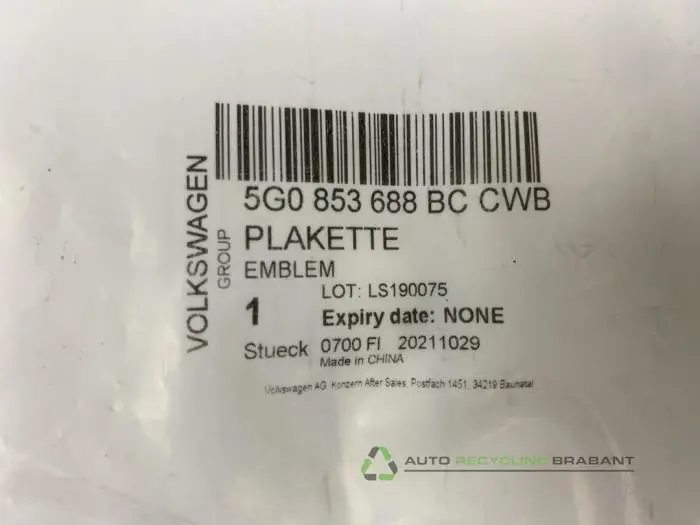 VOLKSWAGEN
GROUP
5G0 853 688 BC CWB
PLAKETTE
EMBLEM
LOT: LS190075
1
Expiry date: NONE
Stueck
0700 FI 20211029
Made in CHINA
Volkswagen AG Konzern After Sales, Postfach 1451, 34219 Baunatal
AUTO RECYCLING BRABANT